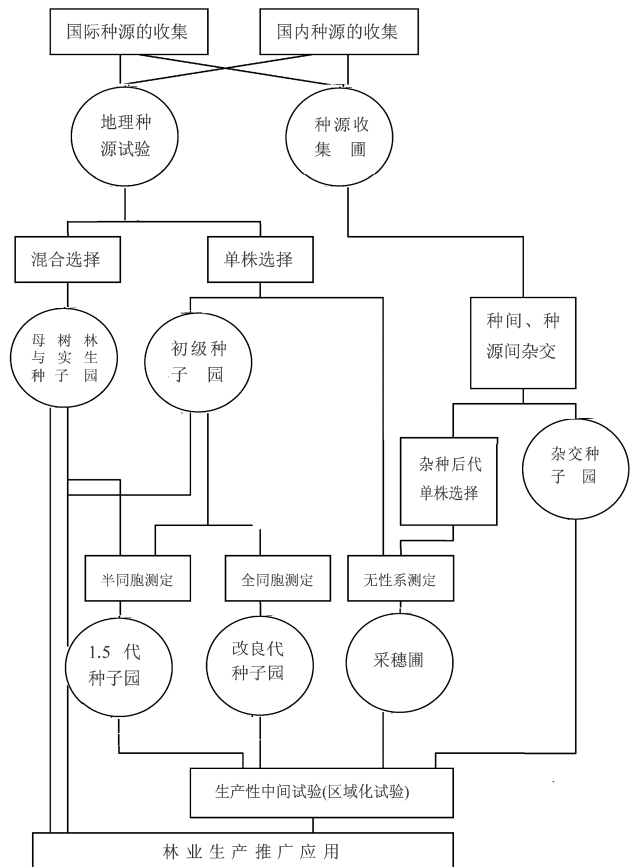 国际种源的收集
国内种源的收集
地理种
源试验
种源收
集 圃
混合选择
单株选择
母 树 林
与 实 生
种 子 园
初级种
子 园
种间、种
源间杂交
杂种后代
单株选择
杂交种
子 园
半同胞测定
全同胞测定
无性系测定
1.5 代
种子园
改良代
种子园
采穗圃
生产性中间试验(区域化试验)
林业生产推广应用